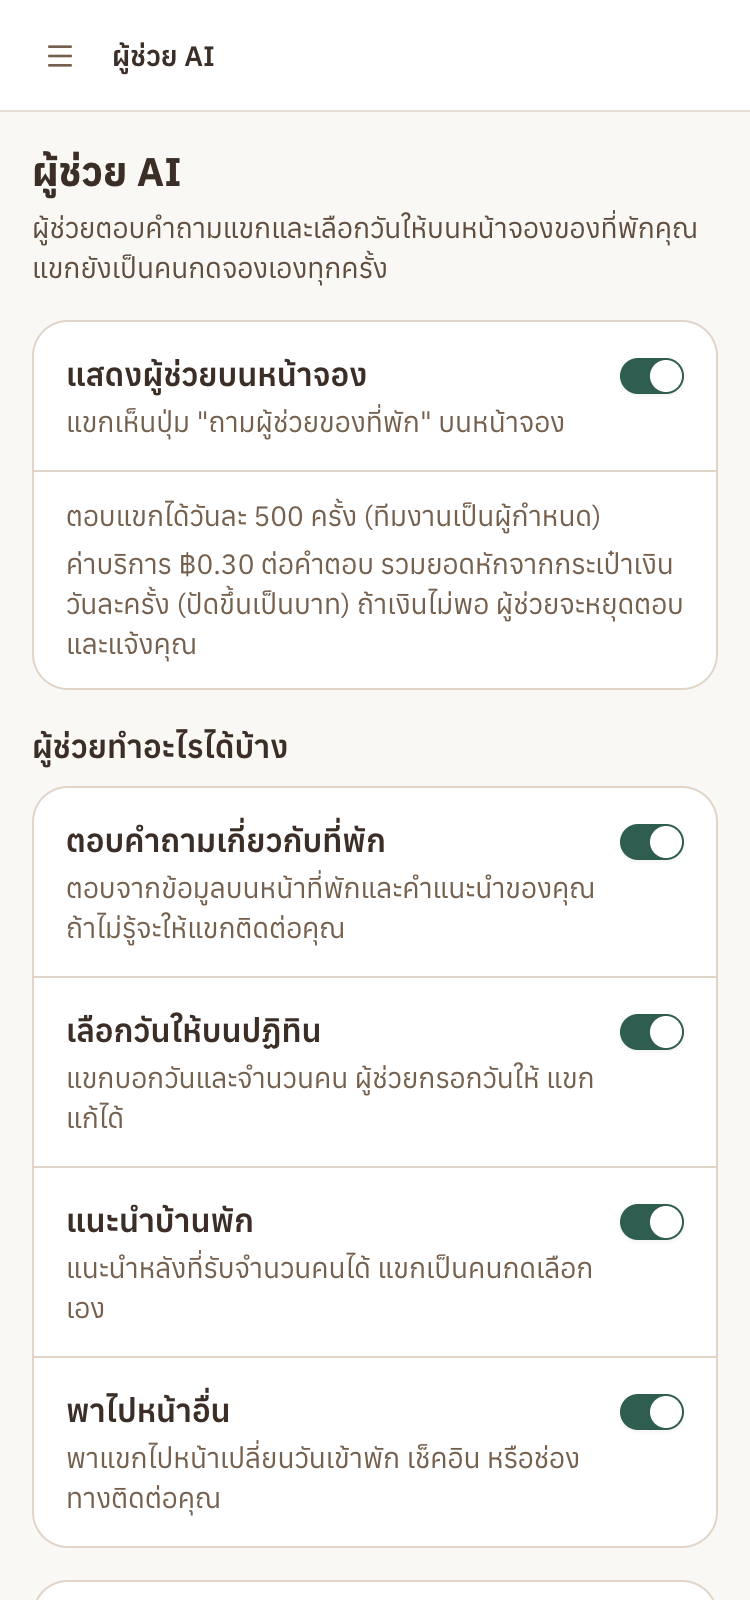 ผู้ช่วย AI
ผู้ช่วย AI
ผู้ช่วยตอบคำถามแขกและเลือกวันให้บนหน้าจองของที่พักคุณ
แขกยังเป็นคนกดจองเองทุกครั้ง
แสดงผู้ช่วยบนหน้าจอง
แขกเห็นปุ่ม "ถามผู้ช่วยของที่พัก" บนหน้าจอง
ตอบแขกได้วันละ 500 ครั้ง (ทีมงานเป็นผู้กำหนด)
ค่าบริการ ฿0.30 ต่อคำตอบ รวมยอดหักจากกระเป๋าเงิน
วันละครั้ง (ปัดขึ้นเป็นบาท) ถ้าเงินไม่พอ ผู้ช่วยจะหยุดตอบ
และแจ้งคุณ
ผู้ช่วยทำอะไรได้บ้าง
ตอบคำถามเกี่ยวกับที่พัก
ตอบจากข้อมูลบนหน้าที่พักและคำแนะนำของคุณ
ถ้าไม่รู้จะให้แขกติดต่อคุณ
เลือกวันให้บนปฏิทิน
แขกบอกวันและจำนวนคน ผู้ช่วยกรอกวันให้ แขก
แก้ได้
แนะนำบ้านพัก
แนะนำหลังที่รับจำนวนคนได้ แขกเป็นคนกดเลือก
เอง
พาไปหน้าอื่น
พาแขกไปหน้าเปลี่ยนวันเข้าพัก เช็คอิน หรือช่อง
ทางติดต่อคุณ